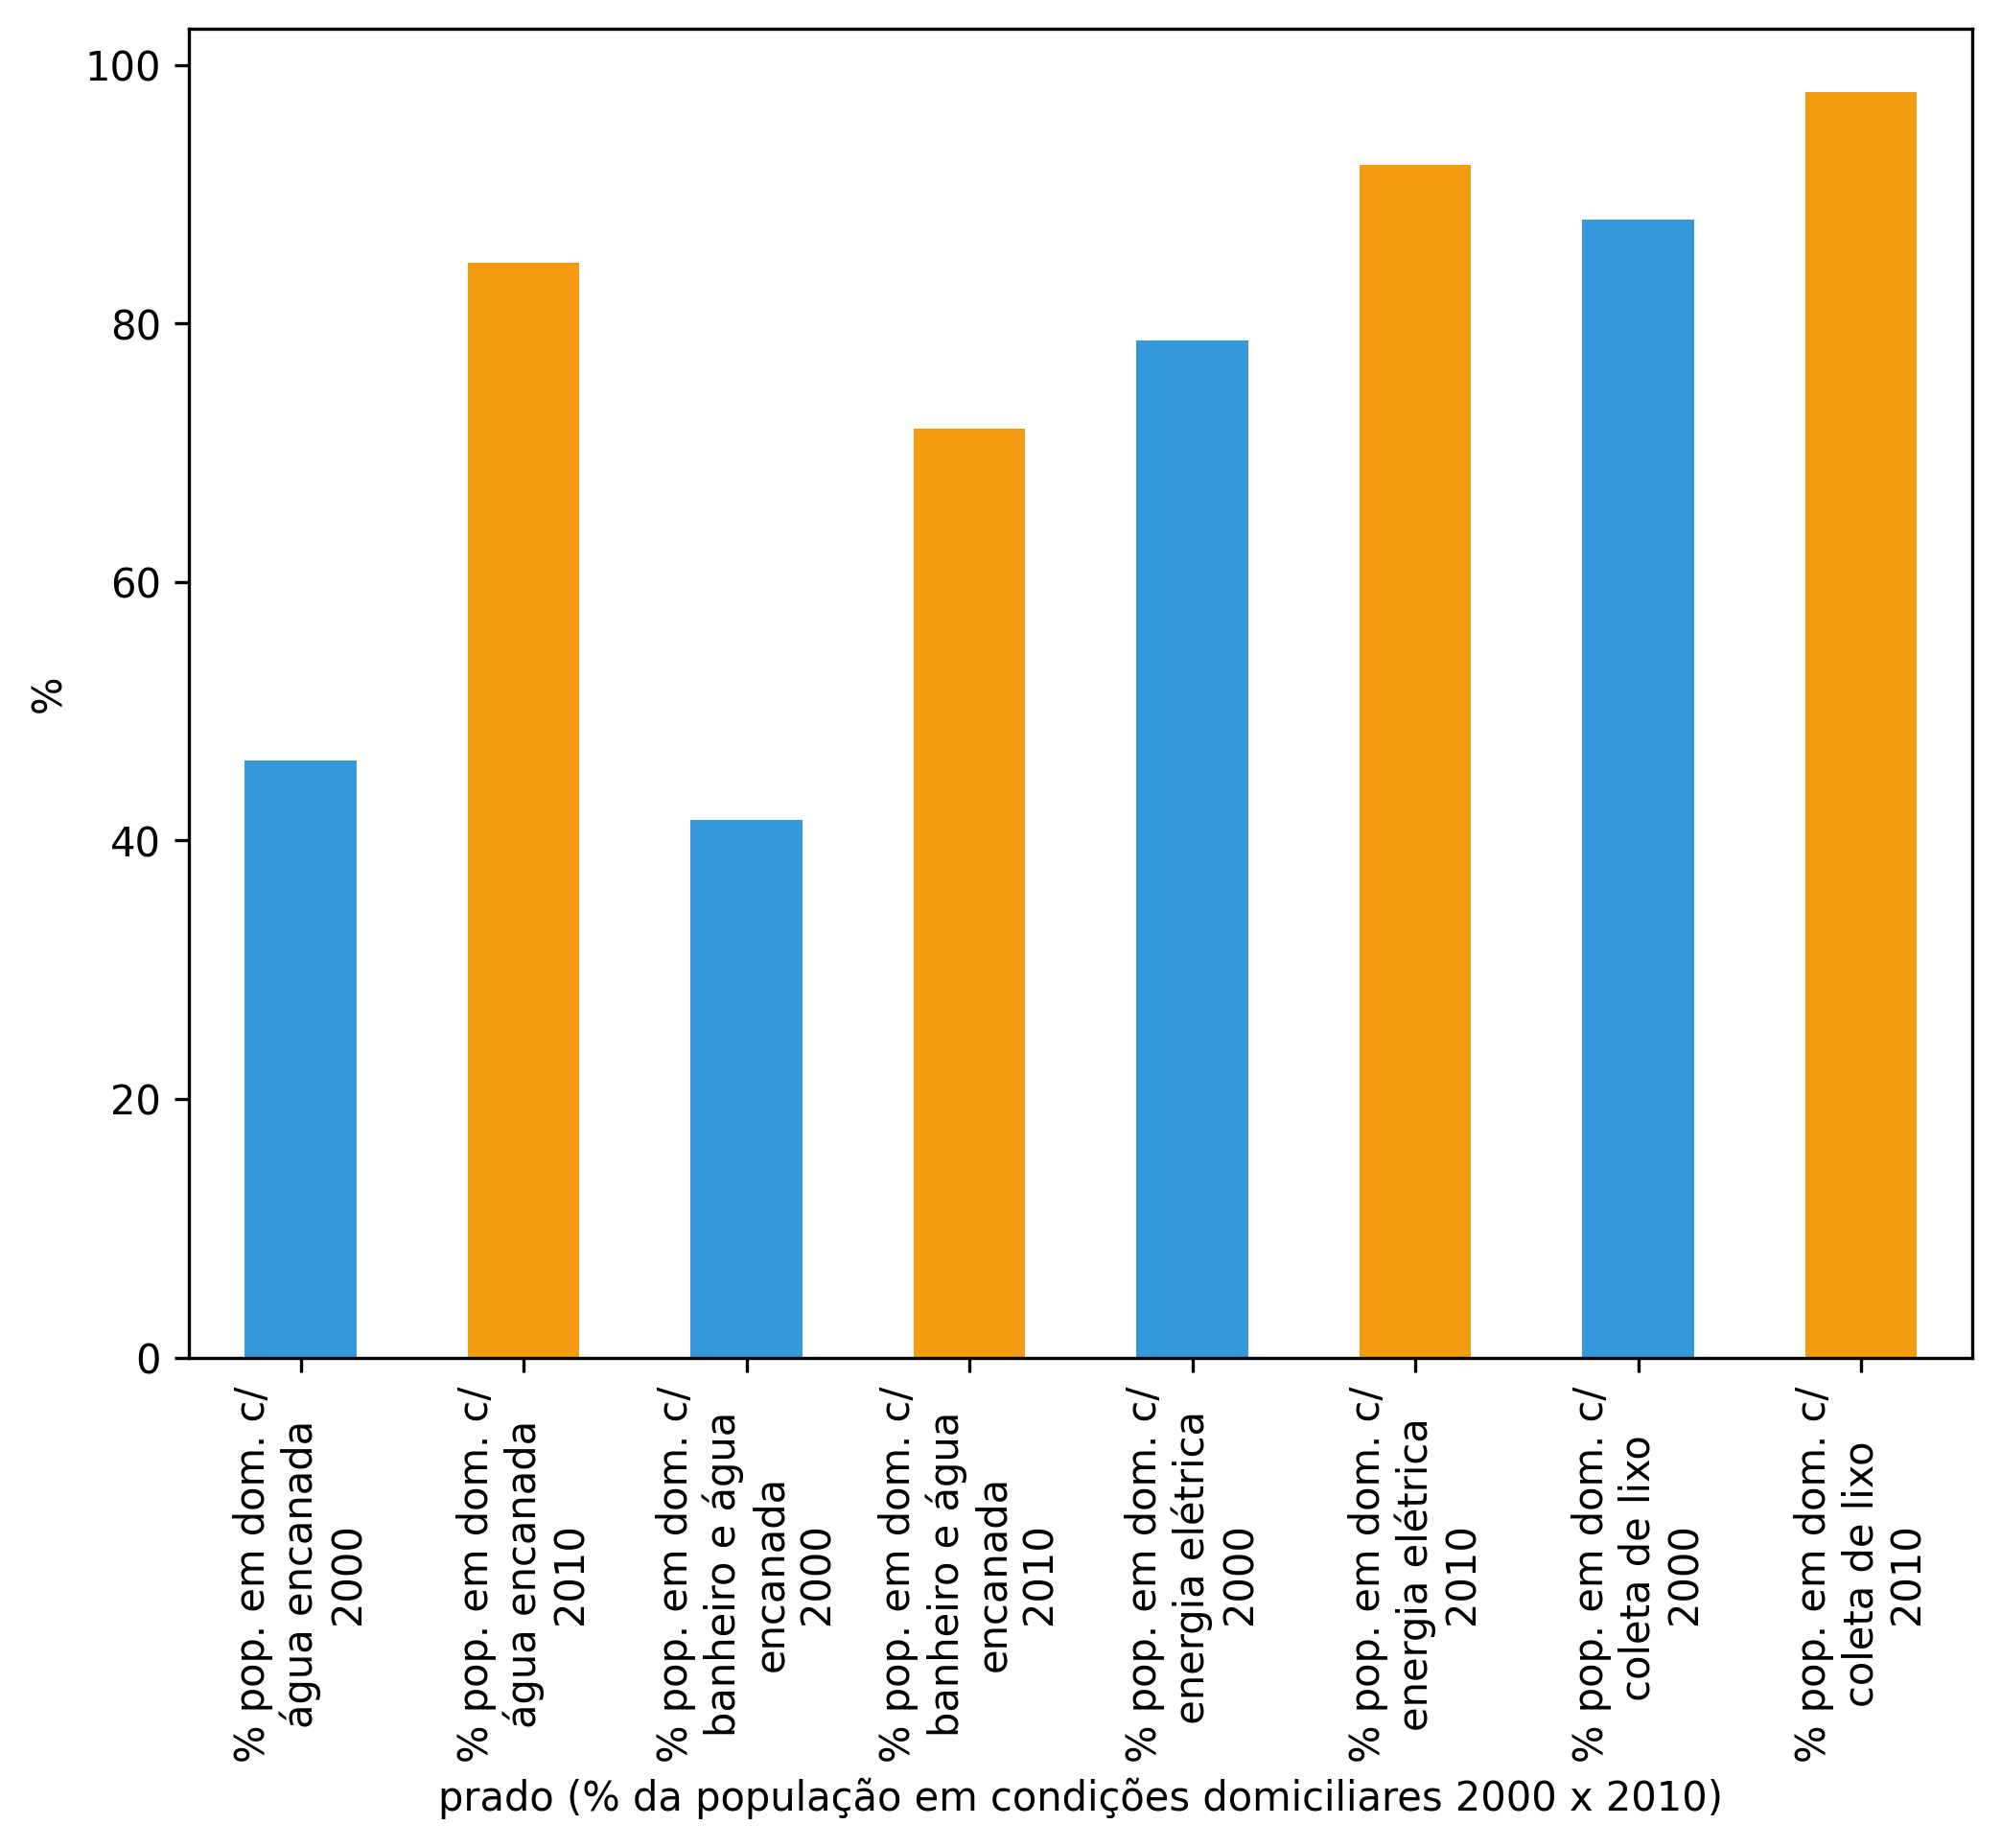 100
80
60
40
20
0
%
% pop. em dom. c/
água encanada
2000
% pop. em dom. c/
água encanada
2010
% pop. em dom. c/
banheiro e água
encanada
2000
% pop. em dom. c/
banheiro e água
encanada
2010
% pop. em dom. c/
energia elétrica
2000
% pop. em dom. c/
energia elétrica
2010
% pop. em dom. c/
coleta de lixo
2000
% pop. em dom. c/
coleta de lixo
2010
prado (% da população em condições domiciliares 2000 x 2010)